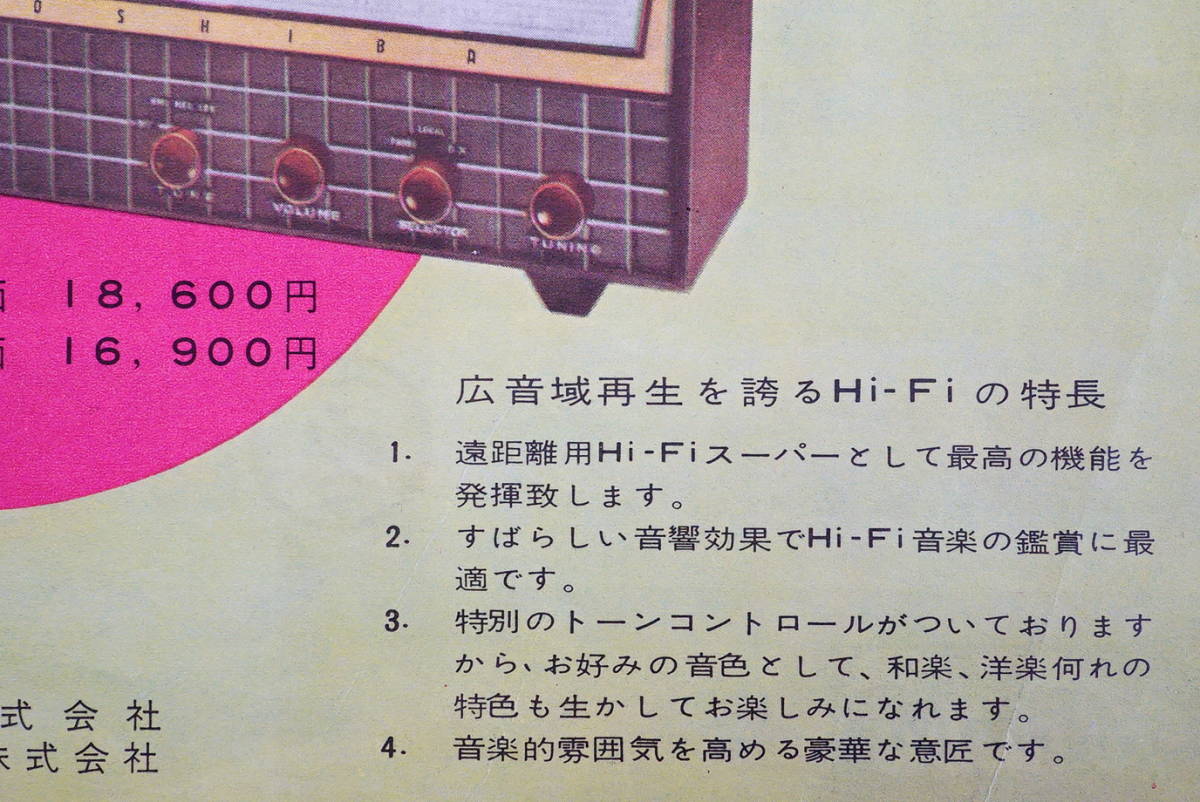 O S H I B A
TONE
VOLUME
SELECTOR
TUNING
LOCAL
18,600円
16,900円
広音域再生を誇るHi-Fiの特長
1. 遠距離用Hi-Fiスーパーとして最高の機能を
発揮致します。
2. すばらしい音響効果でHi-Fi音楽の鑑賞に最
適です。
3. 特別のトーンコントロールがついております
から、お好みの音色として、和楽、洋楽何れの
特色も生かしてお楽しみになれます。
4. 音楽的雰囲気を高める豪華な意匠です。
式会社
株式会社